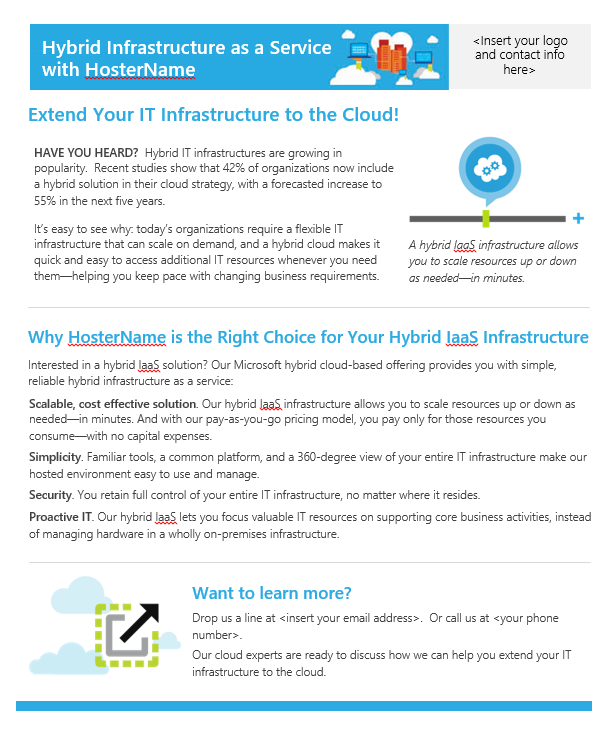 Hybrid Infrastructure as a Service
with HosterName
<Insert your logo
and contact info
here>
Extend Your IT Infrastructure to the Cloud!
HAVE YOU HEARD?  Hybrid IT infrastructures are growing in
popularity.  Recent studies show that 42% of organizations now include
a hybrid solution in their cloud strategy, with a forecasted increase to
55% in the next five years.
It's easy to see why: today's organizations require a flexible IT
infrastructure that can scale on demand, and a hybrid cloud makes it
quick and easy to access additional IT resources whenever you need
them—helping you keep pace with changing business requirements.
+
A hybrid IaaS infrastructure allows
you to scale resources up or down
as needed—in minutes.
Why HosterName is the Right Choice for Your Hybrid IaaS Infrastructure
Interested in a hybrid IaaS solution? Our Microsoft hybrid cloud-based offering provides you with simple,
reliable hybrid infrastructure as a service:
Scalable, cost effective solution. Our hybrid IaaS infrastructure allows you to scale resources up or down as
needed—in minutes. And with our pay-as-you-go pricing model, you pay only for those resources you
consume—with no capital expenses.
Simplicity. Familiar tools, a common platform, and a 360-degree view of your entire IT infrastructure make our
hosted environment easy to use and manage.
Security. You retain full control of your entire IT infrastructure, no matter where it resides.
Proactive IT. Our hybrid IaaS lets you focus valuable IT resources on supporting core business activities, instead
of managing hardware in a wholly on-premises infrastructure.
Want to learn more?
Drop us a line at <insert your email address>.  Or call us at <your phone
number>.
Our cloud experts are ready to discuss how we can help you extend your IT
infrastructure to the cloud.